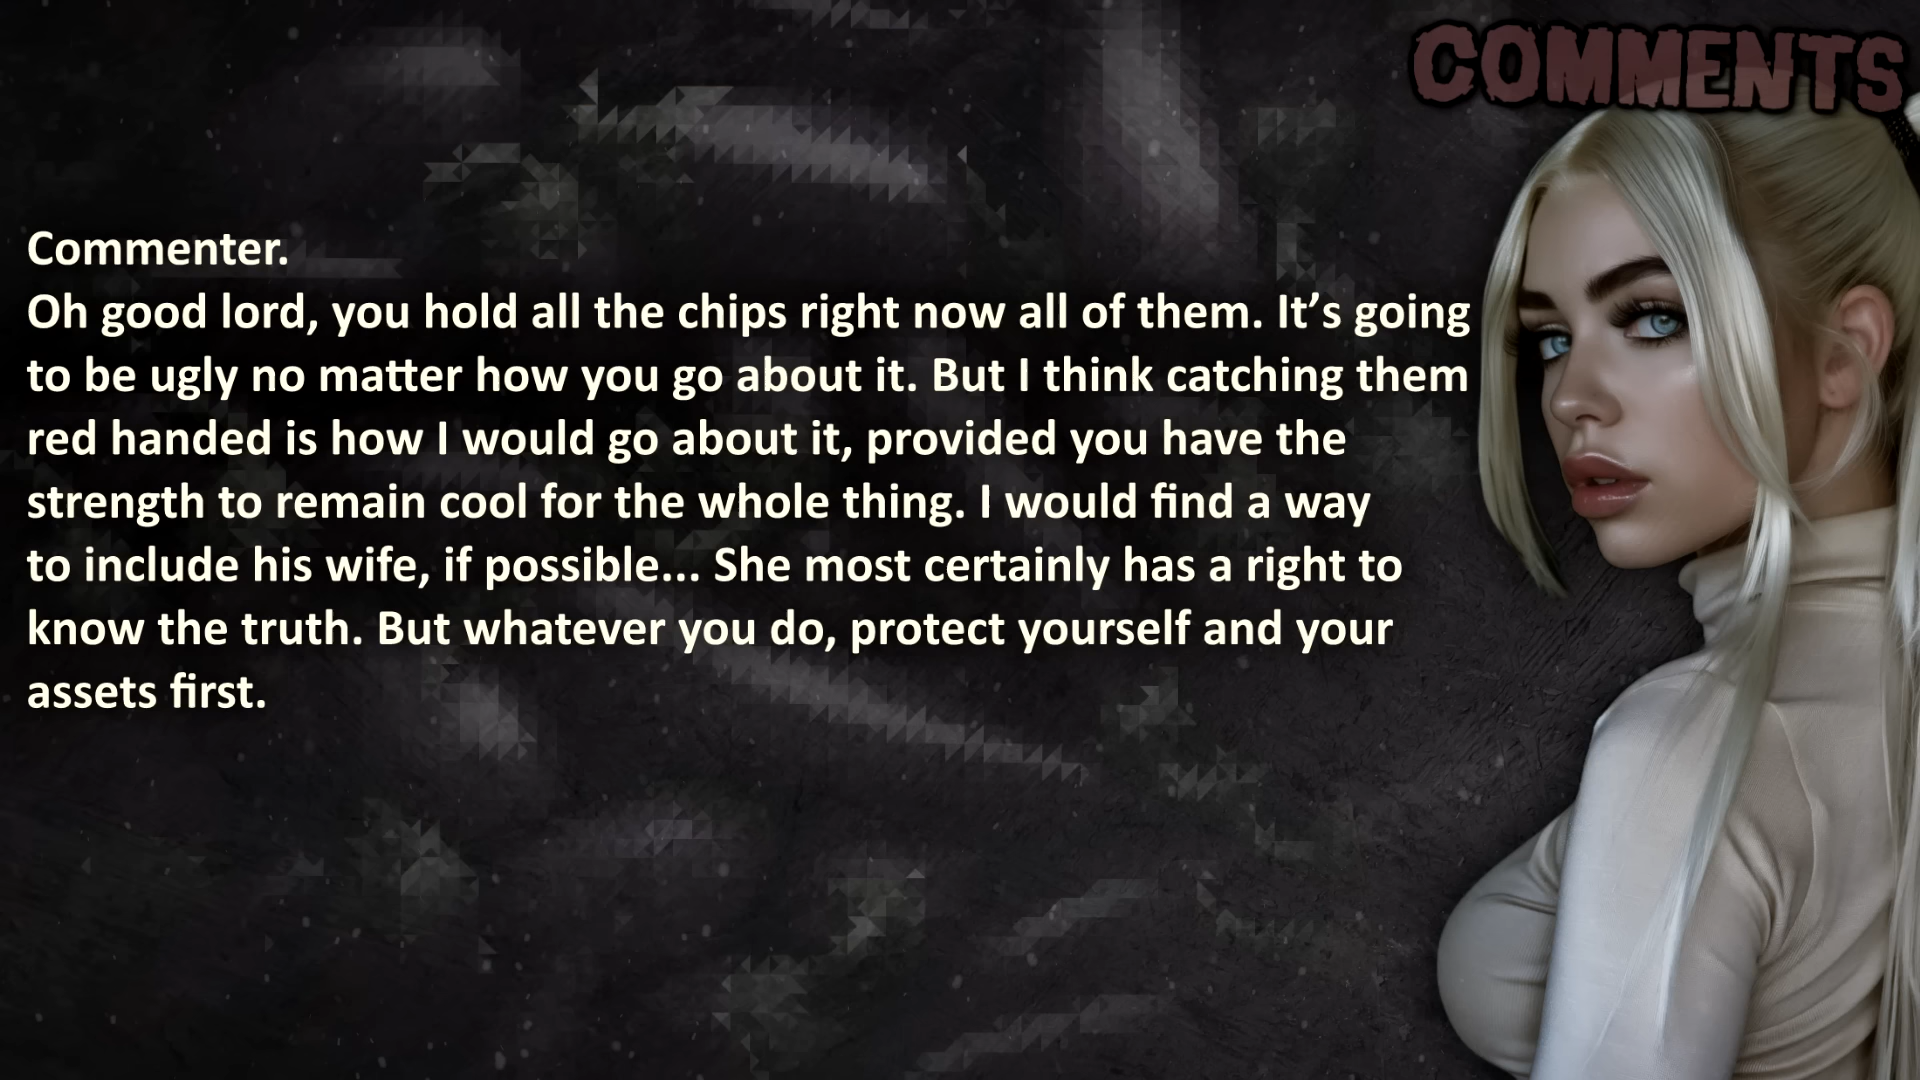 COMMENTS
Commenter.
Oh good lord, you hold all the chips right now all of them. It’s going
to be ugly no matter how you go about it. But I think catching them
red handed is how I would go about it, provided you have the
strength to remain cool for the whole thing. I would find a way
to include his wife, if possible... She most certainly has a right to
know the truth. But whatever you do, protect yourself and your
assets first.